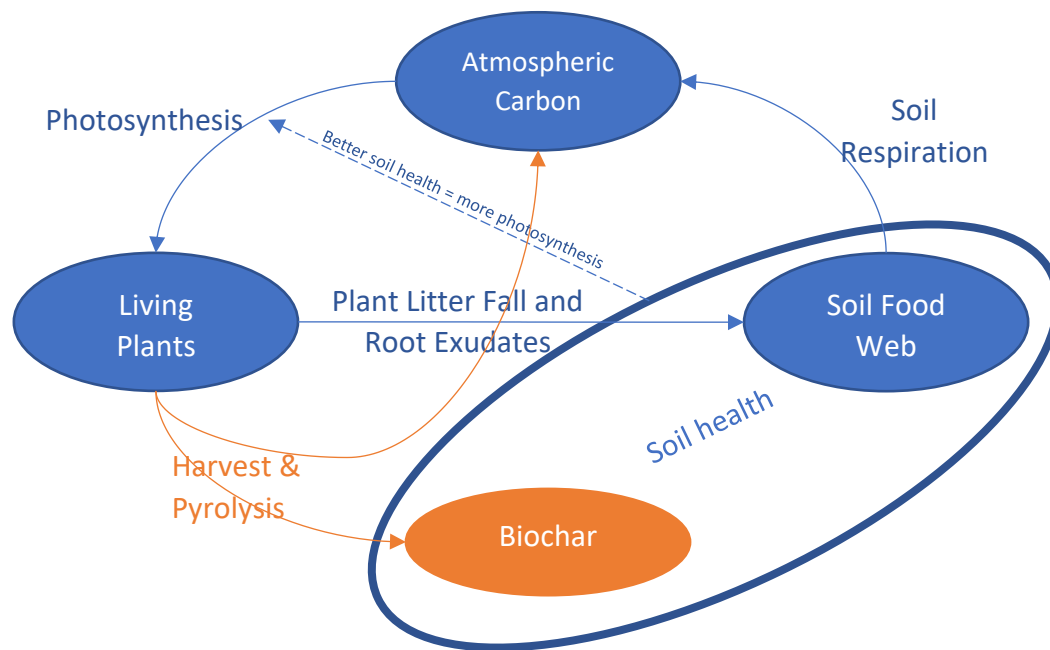 Atmospheric
Carbon
Photosynthesis
Soil
Respiration
Better soil health = more photosynthesis
Living
Plants
Plant Litter Fall and
Root Exudates
Soil Food
Web
Soil health
Harvest &
Pyrolysis
Biochar